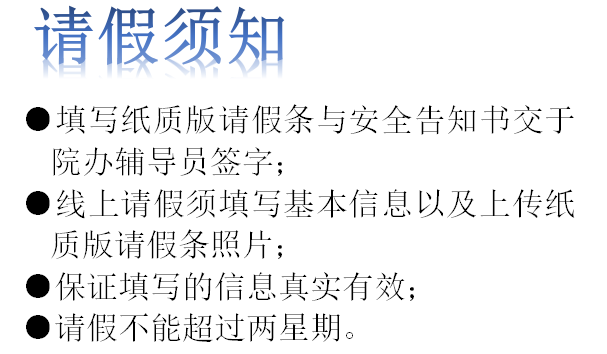 请假须知
●填写纸质版请假条与安全告知书交于
院办辅导员签字；
●线上请假须填写基本信息以及上传纸
质版请假条照片；
●保证填写的信息真实有效；
●请假不能超过两星期。